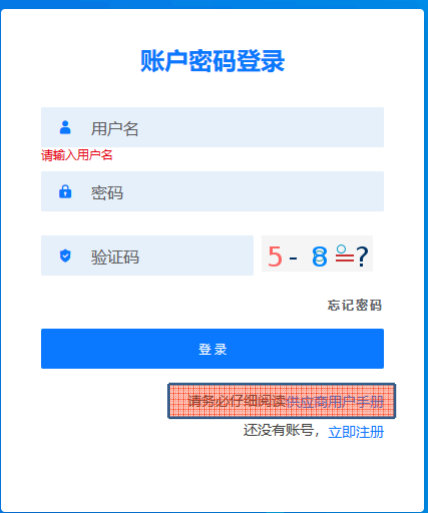 账户密码登录
用户名
请输入用户名
密码
验证码 5 - 8 = ?
忘记密码
登录
请务必仔细阅读供应商用户手册
还没有账号，立即注册